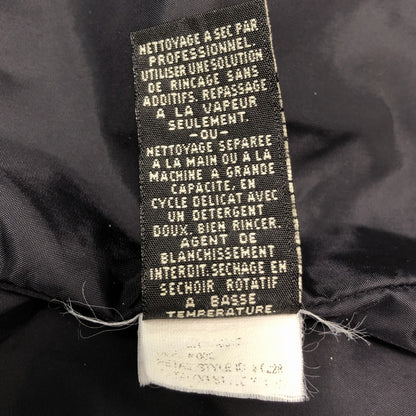 NETTOYAGE A SEC PAR
PROFESSIONNEL.
UTILISER UNE SOLUTION
DE RINCAGE SANS
ADDITIFS. REPASSAGE
A LA VAPEUR
SEULEMENT.
-OU-
NETTOYAGE SEPAREE
A LA MAIN OU A LA
MACHINE A GRANDE
CAPACITE, EN
CYCLE DELICAT AVEC
UN DETERGENT
DOUX. BIEN RINCER.
AGENT DE
BLANCHISSEMENT
INTERDIT. SECHAGE EN
SECHOIR ROTATIF
A BASSE
TEMPERATURE.
STYLE